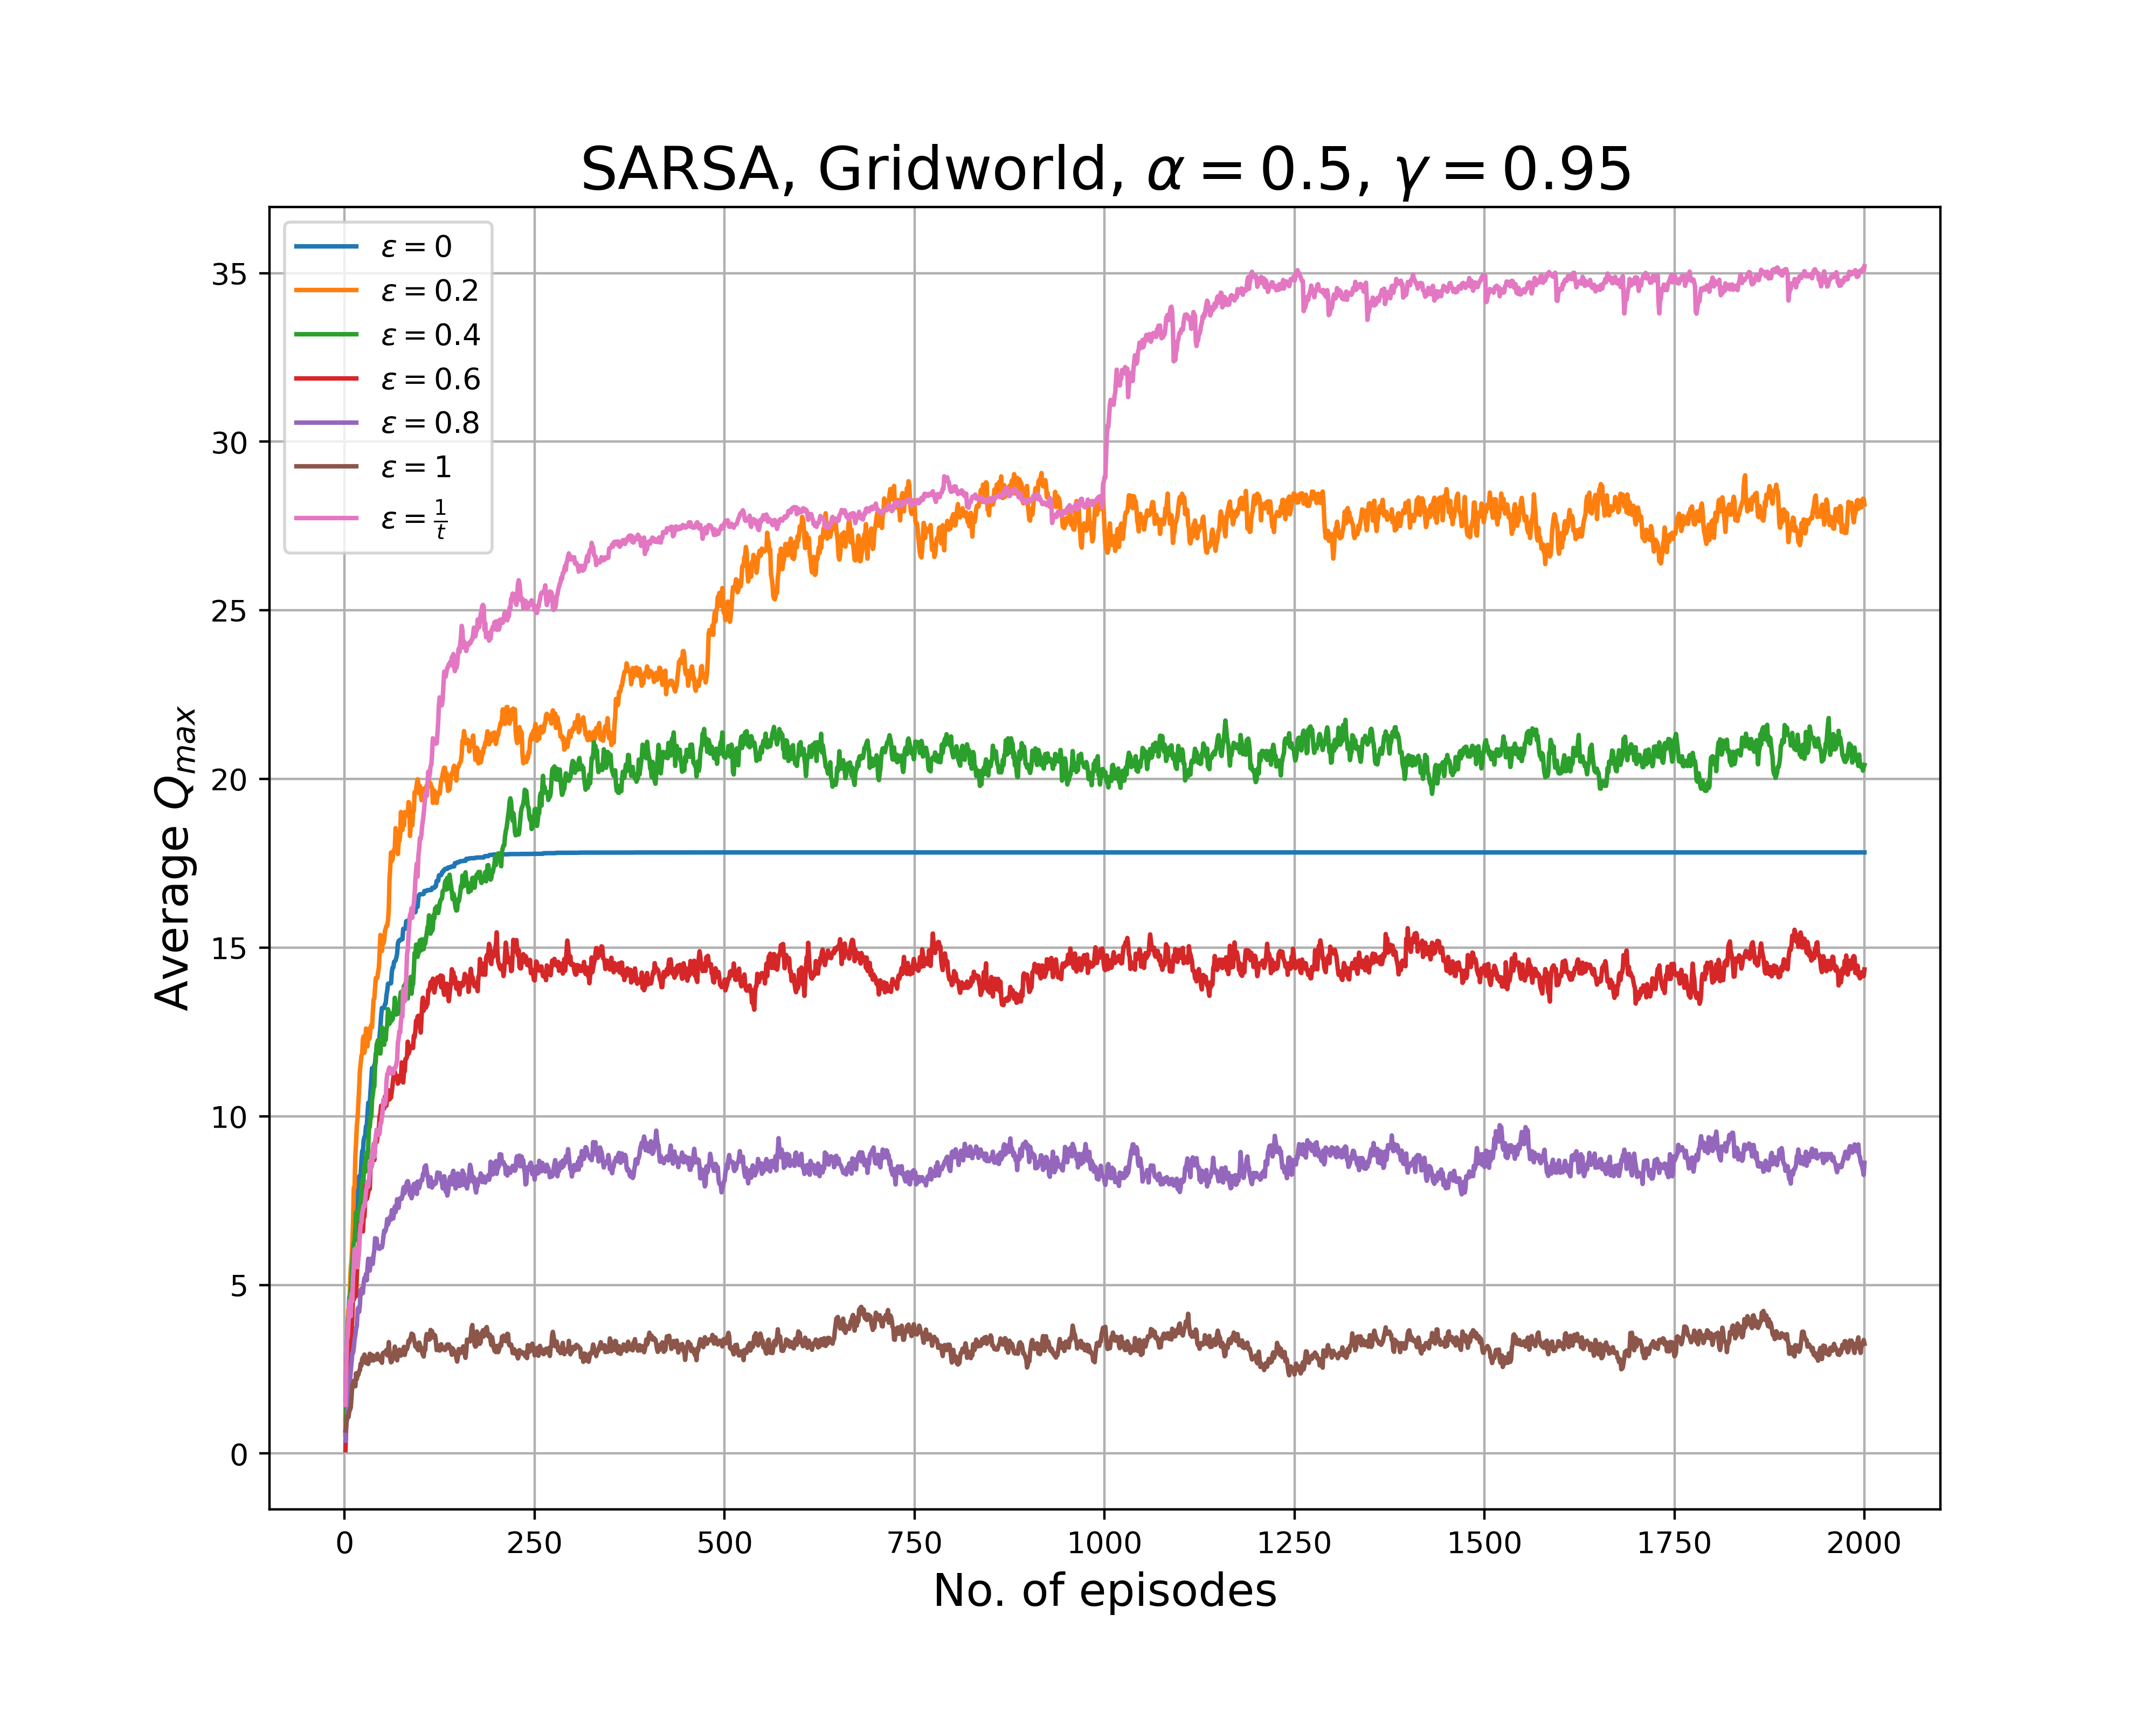 SARSA, Gridworld, α = 0.5, γ = 0.95
ε = 0
ε = 0.2
ε = 0.4
ε = 0.6
ε = 0.8
ε = 1
ε = 1/t
35
30
25
20
15
10
5
0
Average Q_max
0 250 500 750 1000 1250 1500 1750 2000
No. of episodes